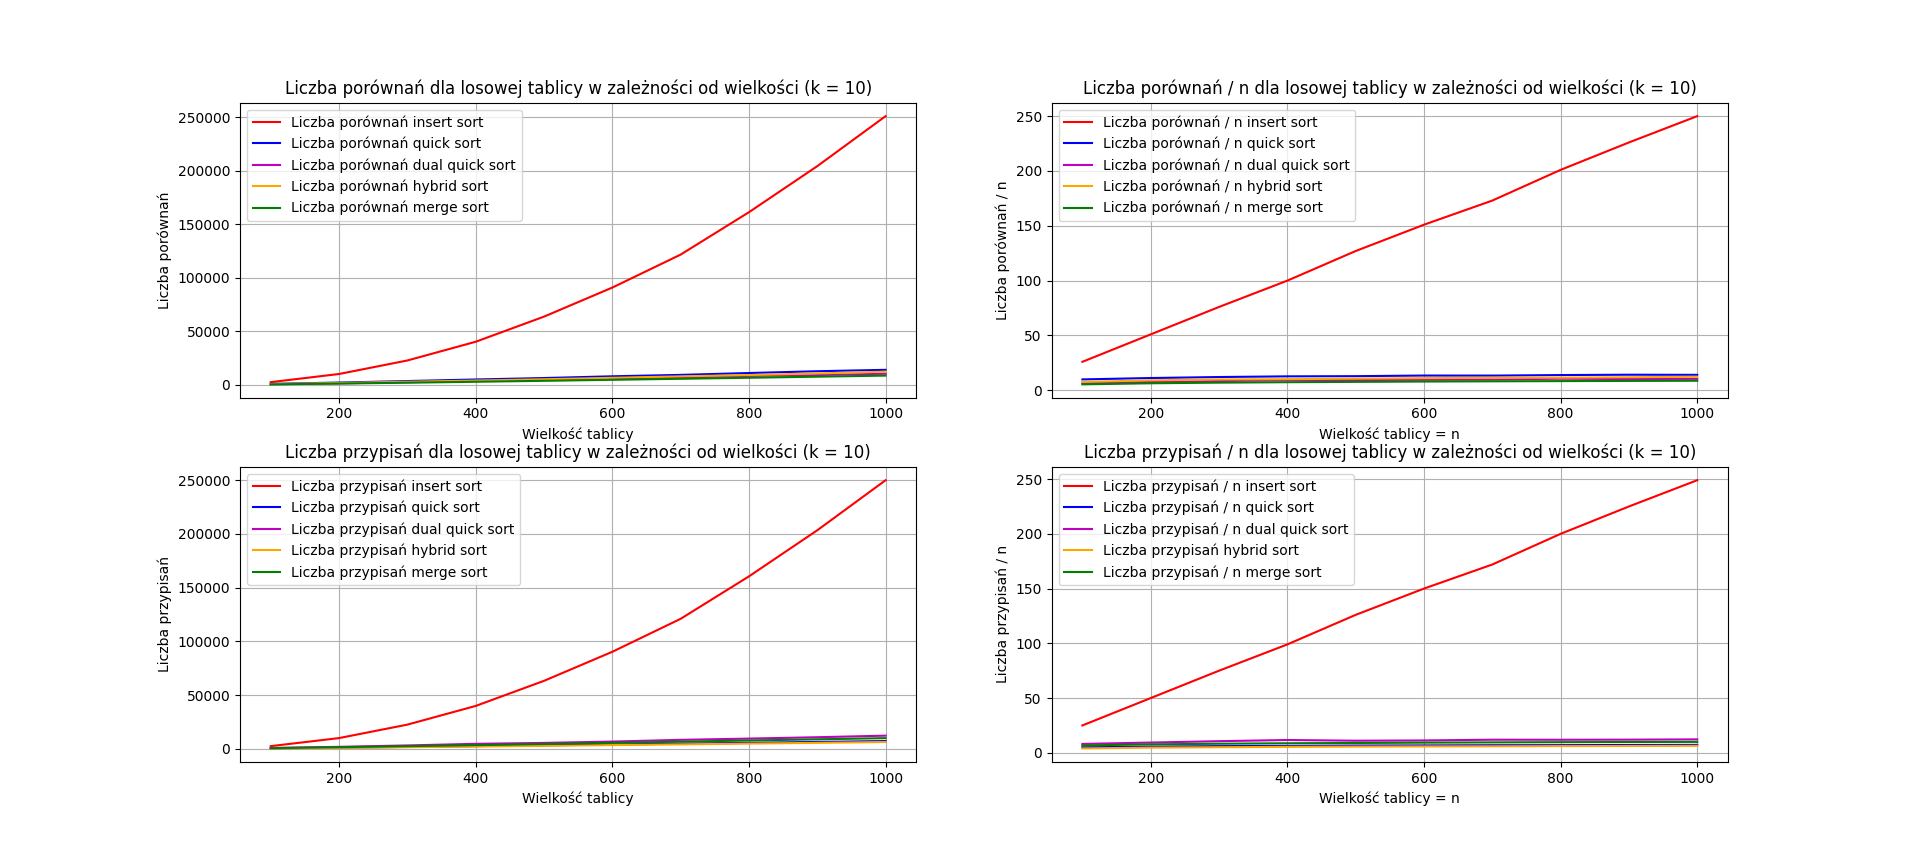 Liczba porównań dla losowej tablicy w zależności od wielkości (k = 10)
Liczba porównań
250000
200000
150000
100000
50000
0
Liczba porównań insert sort
Liczba porównań quick sort
Liczba porównań dual quick sort
Liczba porównań hybrid sort
Liczba porównań merge sort
200 400 600 800 1000
Wielkość tablicy
Liczba porównań / n dla losowej tablicy w zależności od wielkości (k = 10)
Liczba porównań / n
250
200
150
100
50
0
Liczba porównań / n insert sort
Liczba porównań / n quick sort
Liczba porównań / n dual quick sort
Liczba porównań / n hybrid sort
Liczba porównań / n merge sort
200 400 600 800 1000
Wielkość tablicy = n
Liczba przypisań dla losowej tablicy w zależności od wielkości (k = 10)
Liczba przypisań
250000
200000
150000
100000
50000
0
Liczba przypisań insert sort
Liczba przypisań quick sort
Liczba przypisań dual quick sort
Liczba przypisań hybrid sort
Liczba przypisań merge sort
200 400 600 800 1000
Wielkość tablicy
Liczba przypisań / n dla losowej tablicy w zależności od wielkości (k = 10)
Liczba przypisań / n
250
200
150
100
50
0
Liczba przypisań / n insert sort
Liczba przypisań / n quick sort
Liczba przypisań / n dual quick sort
Liczba przypisań hybrid sort
Liczba przypisań / n merge sort
200 400 600 800 1000
Wielkość tablicy = n